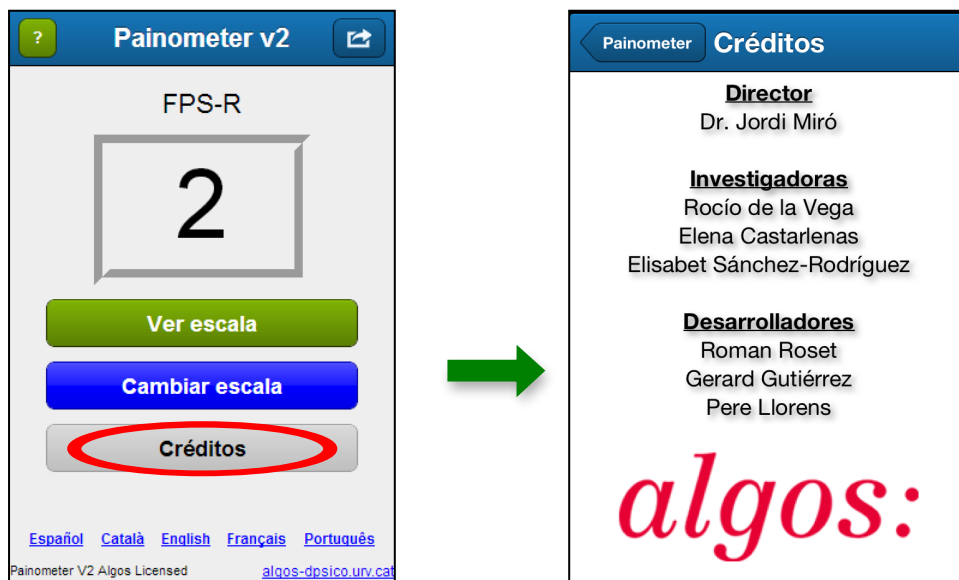 ?
Painometer v2
FPS-R
2
Ver escala
Cambiar escala
Créditos
Español Català English Français Português
Painometer V2 Algos Licensed
algos-dpsico.urv.cat
Painometer
Créditos
Director
Dr. Jordi Miró
Investigadoras
Rocío de la Vega
Elena Castarlenas
Elisabet Sánchez-Rodríguez
Desarrolladores
Roman Roset
Gerard Gutiérrez
Pere Llorens
algos: